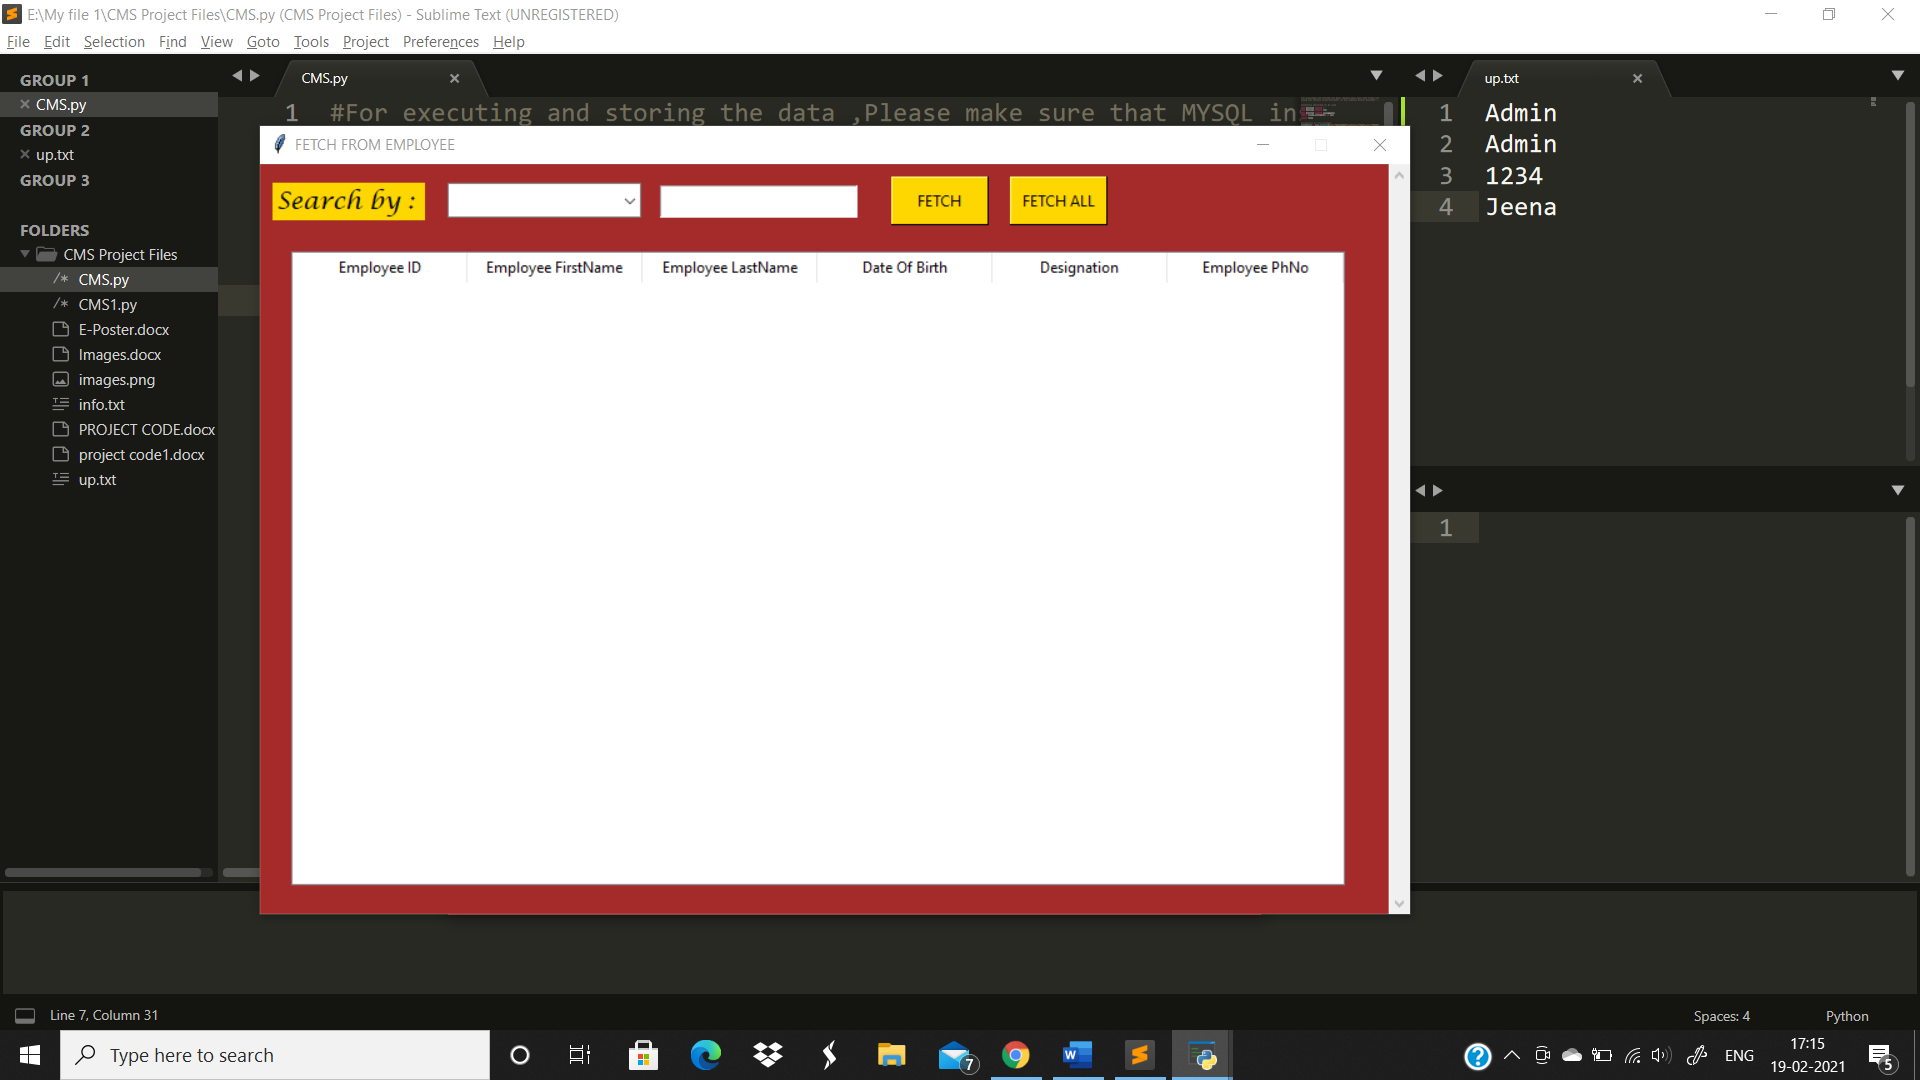 E:\My file 1\CMS Project Files\CMS.py (CMS Project Files) - Sublime Text (UNREGISTERED)
File Edit Selection Find View Goto Tools Project Preferences Help
GROUP 1
CMS.py
GROUP 2
up.txt
GROUP 3
FOLDERS
CMS Project Files
CMS.py
CMS1.py
E-Poster.docx
Images.docx
images.png
info.txt
PROJECT CODE.docx
project code1.docx
up.txt
CMS.py
1 #For executing and storing the data ,Please make sure that MYSQL in
FETCH FROM EMPLOYEE
Search by :
FETCH
FETCH ALL
Employee ID Employee FirstName Employee LastName Date Of Birth Designation Employee PhNo
up.txt
1 Admin
2 Admin
3 1234
4 Jeena
1
Line 7, Column 31
Spaces: 4
Python
Type here to search
7
ENG
17:15
19-02-2021
5